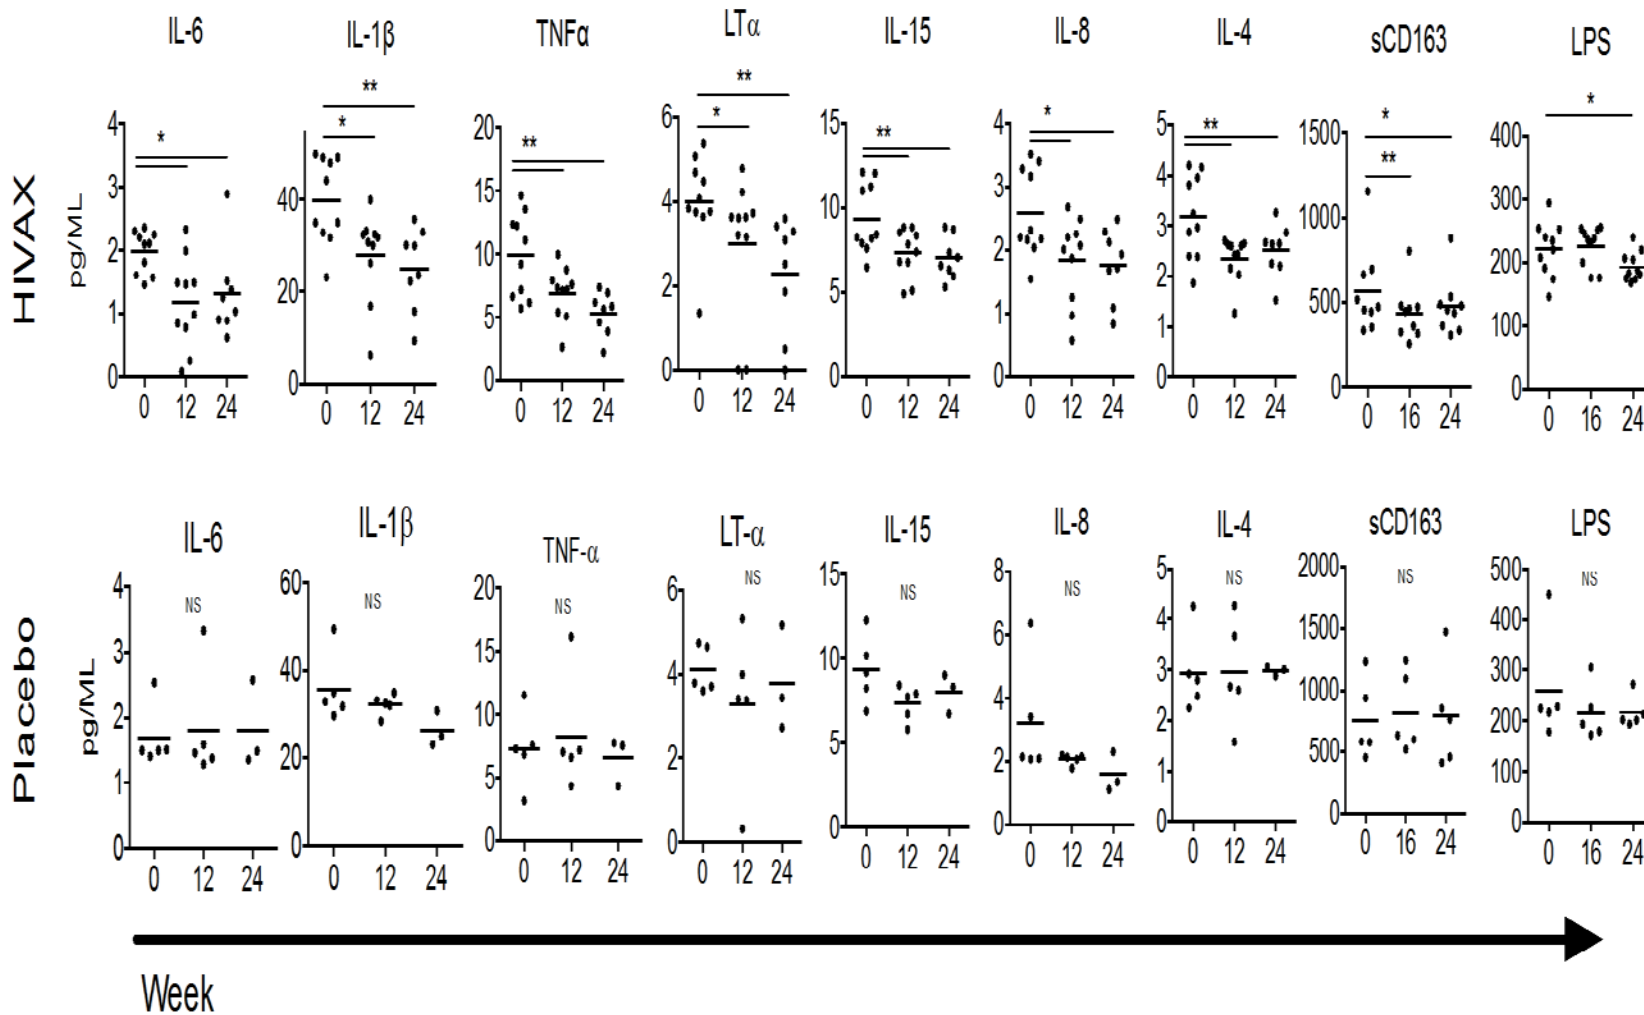 IL-6 IL-1β TNFα LTα IL-15 IL-8 IL-4 sCD163 LPS
* ** * ** ** * ** * ** * ** * *
HIVAX
pg/ML
4 3 2 1 0
40 20 0
20 15 10 5 0
6 4 2 0
15 10 5 0
4 3 2 1 0
5 4 3 2 1 0
1500 1000 500 0
400 300 200 100 0
0 12 24 0 12 24 0 12 24 0 12 24 0 12 24 0 12 24 0 12 24 0 16 24 0 16 24
IL-6 IL-1β TNF-α LT-α IL-15 IL-8 IL-4 sCD163 LPS
NS NS NS NS NS NS NS NS NS
Placebo
pg/ML
4 3 2 1 0
60 40 20 0
20 15 10 5 0
6 4 2 0
15 10 5 0
8 6 4 2 0
5 4 3 2 1 0
2000 1500 1000 500 0
500 400 300 200 100 0
0 12 24 0 12 24 0 12 24 0 12 24 0 12 24 0 12 24 0 12 24 0 16 24 0 16 24
Week